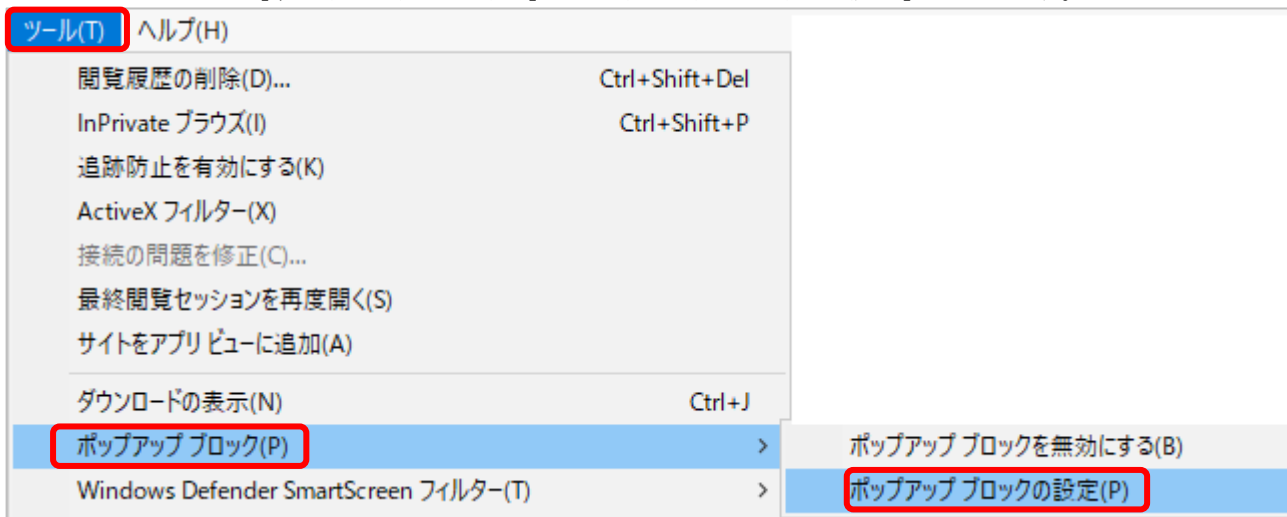 ツール(T) ヘルプ(H)
閲覧履歴の削除(D)... Ctrl+Shift+Del
InPrivate ブラウズ(I) Ctrl+Shift+P
追跡防止を有効にする(K)
ActiveX フィルター(X)
接続の問題を修正(C)...
最終閲覧セッションを再度開く(S)
サイトをアプリ ビューに追加(A)
ダウンロードの表示(N) Ctrl+J
ポップアップ ブロック(P) > ポップアップ ブロックを無効にする(B)
Windows Defender SmartScreen フィルター(T) > ポップアップ ブロックの設定(P)